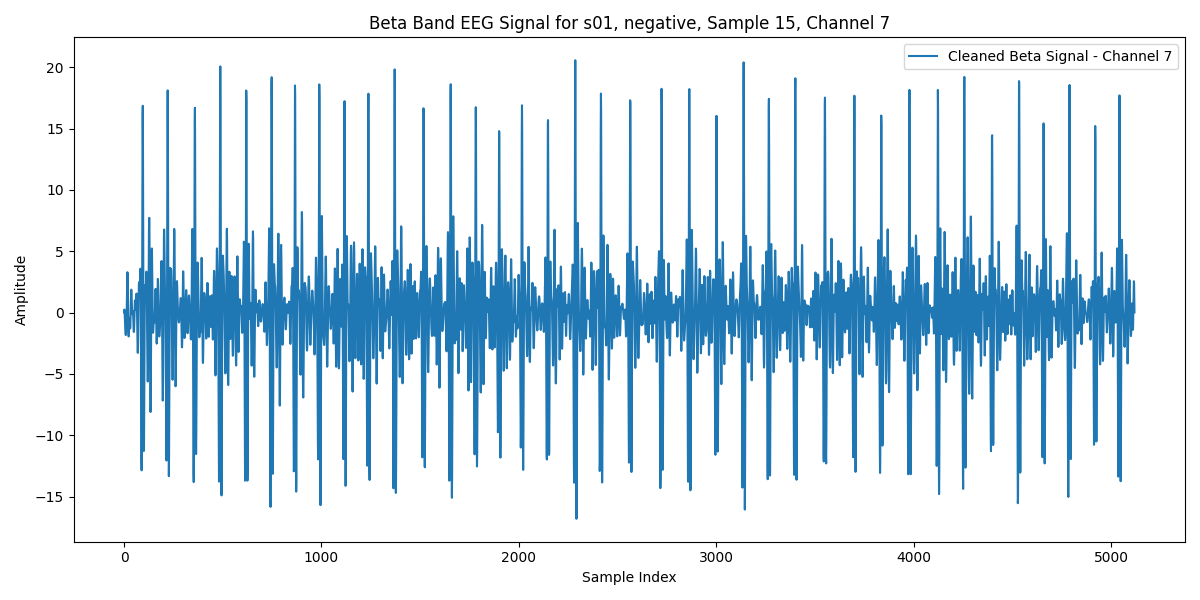 Beta Band EEG Signal for s01, negative, Sample 15, Channel 7
Cleaned Beta Signal - Channel 7
Amplitude
20
15
10
5
0
−5
−10
−15
0 1000 2000 3000 4000 5000
Sample Index